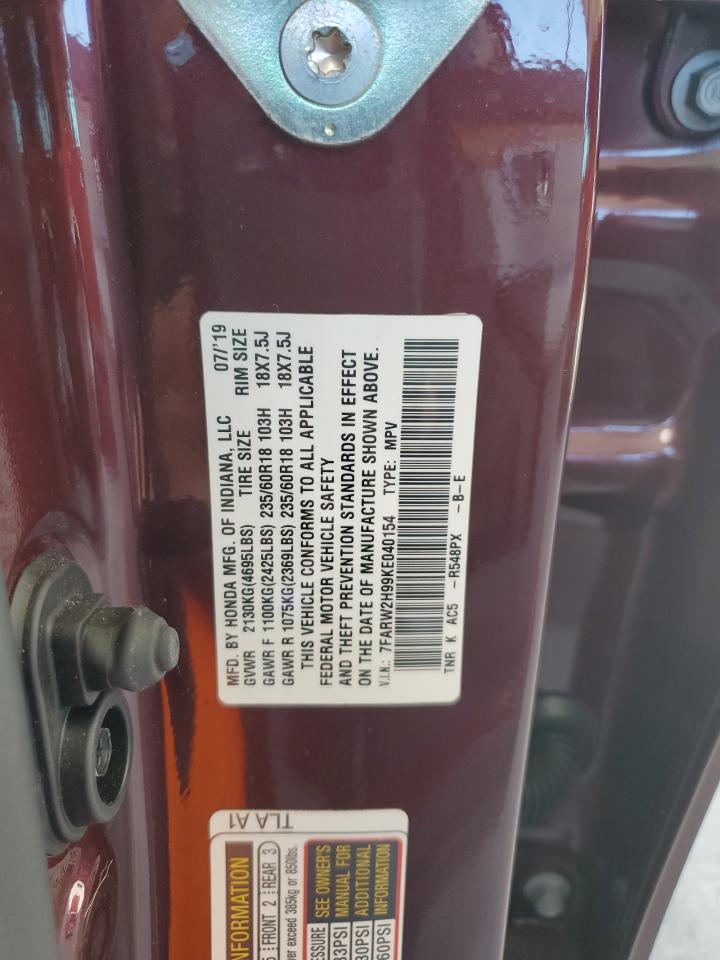 MFD. BY HONDA MFG. OF INDIANA, LLC 07/'19
GVWR 2130KG(4695LBS) TIRE SIZE RIM SIZE
GAWR F 1100KG(2425LBS) 235/60R18 103H 18X7.5J
GAWR R 1075KG(2369LBS) 235/60R18 103H 18X7.5J
THIS VEHICLE CONFORMS TO ALL APPLICABLE
FEDERAL MOTOR VEHICLE SAFETY
AND THEFT PREVENTION STANDARDS IN EFFECT
ON THE DATE OF MANUFACTURE SHOWN ABOVE.
V.I.N.: 7FARW2H99KE040154 TYPE: MPV
TNR K AC5 -R548PX -B-E
TLA A1
INFORMATION
5 FRONT 2 REAR 3
ver exceed 385kg or 850lbs.
ESSURE SEE OWNER'S
33PSI MANUAL FOR
30PSI ADDITIONAL
60PSI INFORMATION